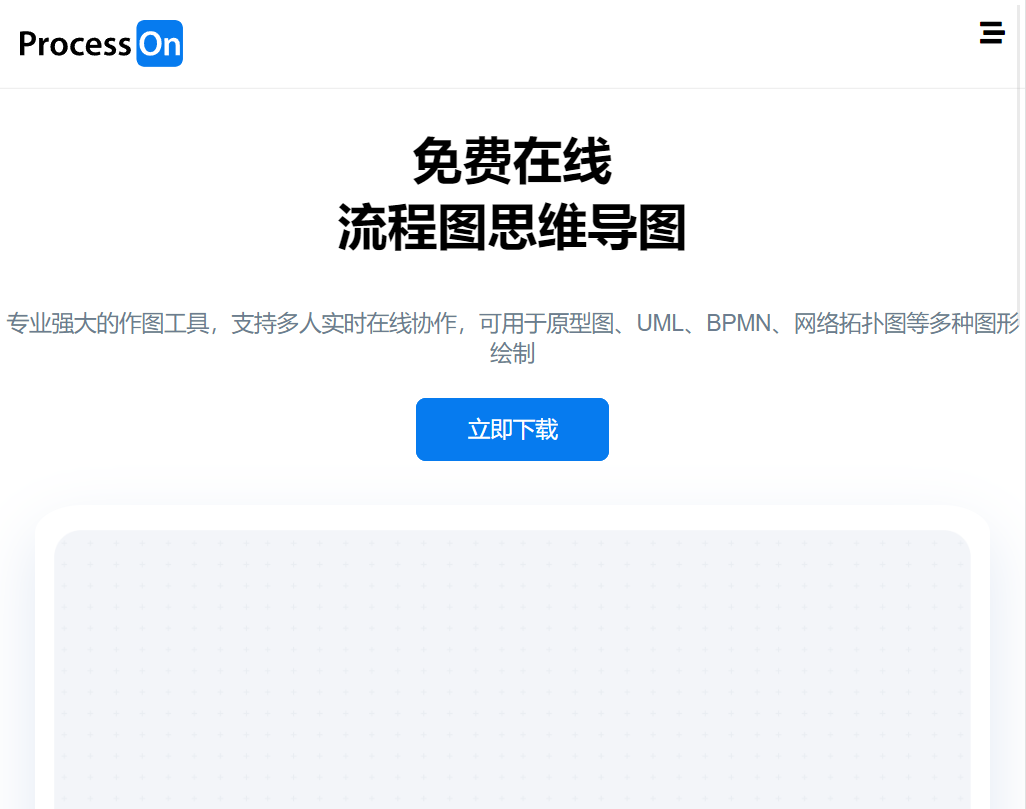 ProcessOn
免费在线
流程图思维导图
专业强大的作图工具，支持多人实时在线协作，可用于原型图、UML、BPMN、网络拓扑图等多种图形
绘制
立即下载